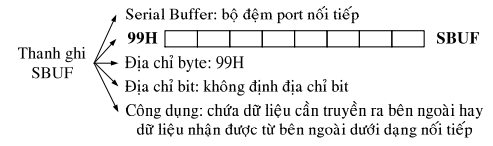 Serial Buffer: bộ đệm port nối tiếp
99H SBUF
Thanh ghi
SBUF
Địa chỉ byte: 99H
Địa chỉ bit: không định địa chỉ bit
Công dụng: chứa dữ liệu cần truyền ra bên ngoài hay
dữ liệu nhận được từ bên ngoài dưới dạng nối tiếp